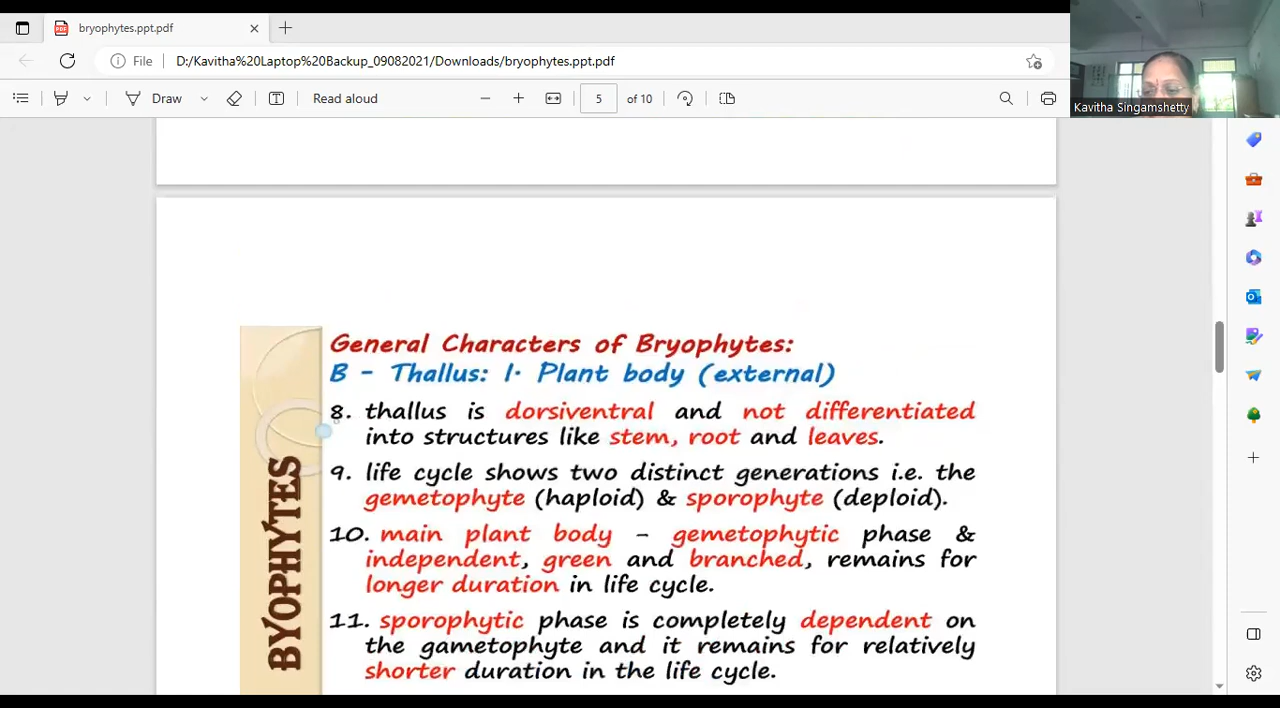 bryophytes.ppt.pdf
File D:/Kavitha%20Laptop%20Backup_09082021/Downloads/bryophytes.ppt.pdf
Draw
Read aloud
5 of 10
Kavitha Singamshetty
General Characters of Bryophytes:
B - Thallus: 1. Plant body (external)
8. thallus is dorsiventral and not differentiated
into structures like stem, root and leaves.
9. life cycle shows two distinct generations i.e. the
gemetophyte (haploid) & sporophyte (deploid).
10. main plant body - gemetophytic phase &
independent, green and branched, remains for
longer duration in life cycle.
11. sporophytic phase is completely dependent on
the gametophyte and it remains for relatively
shorter duration in the life cycle.
BYOPHYTES